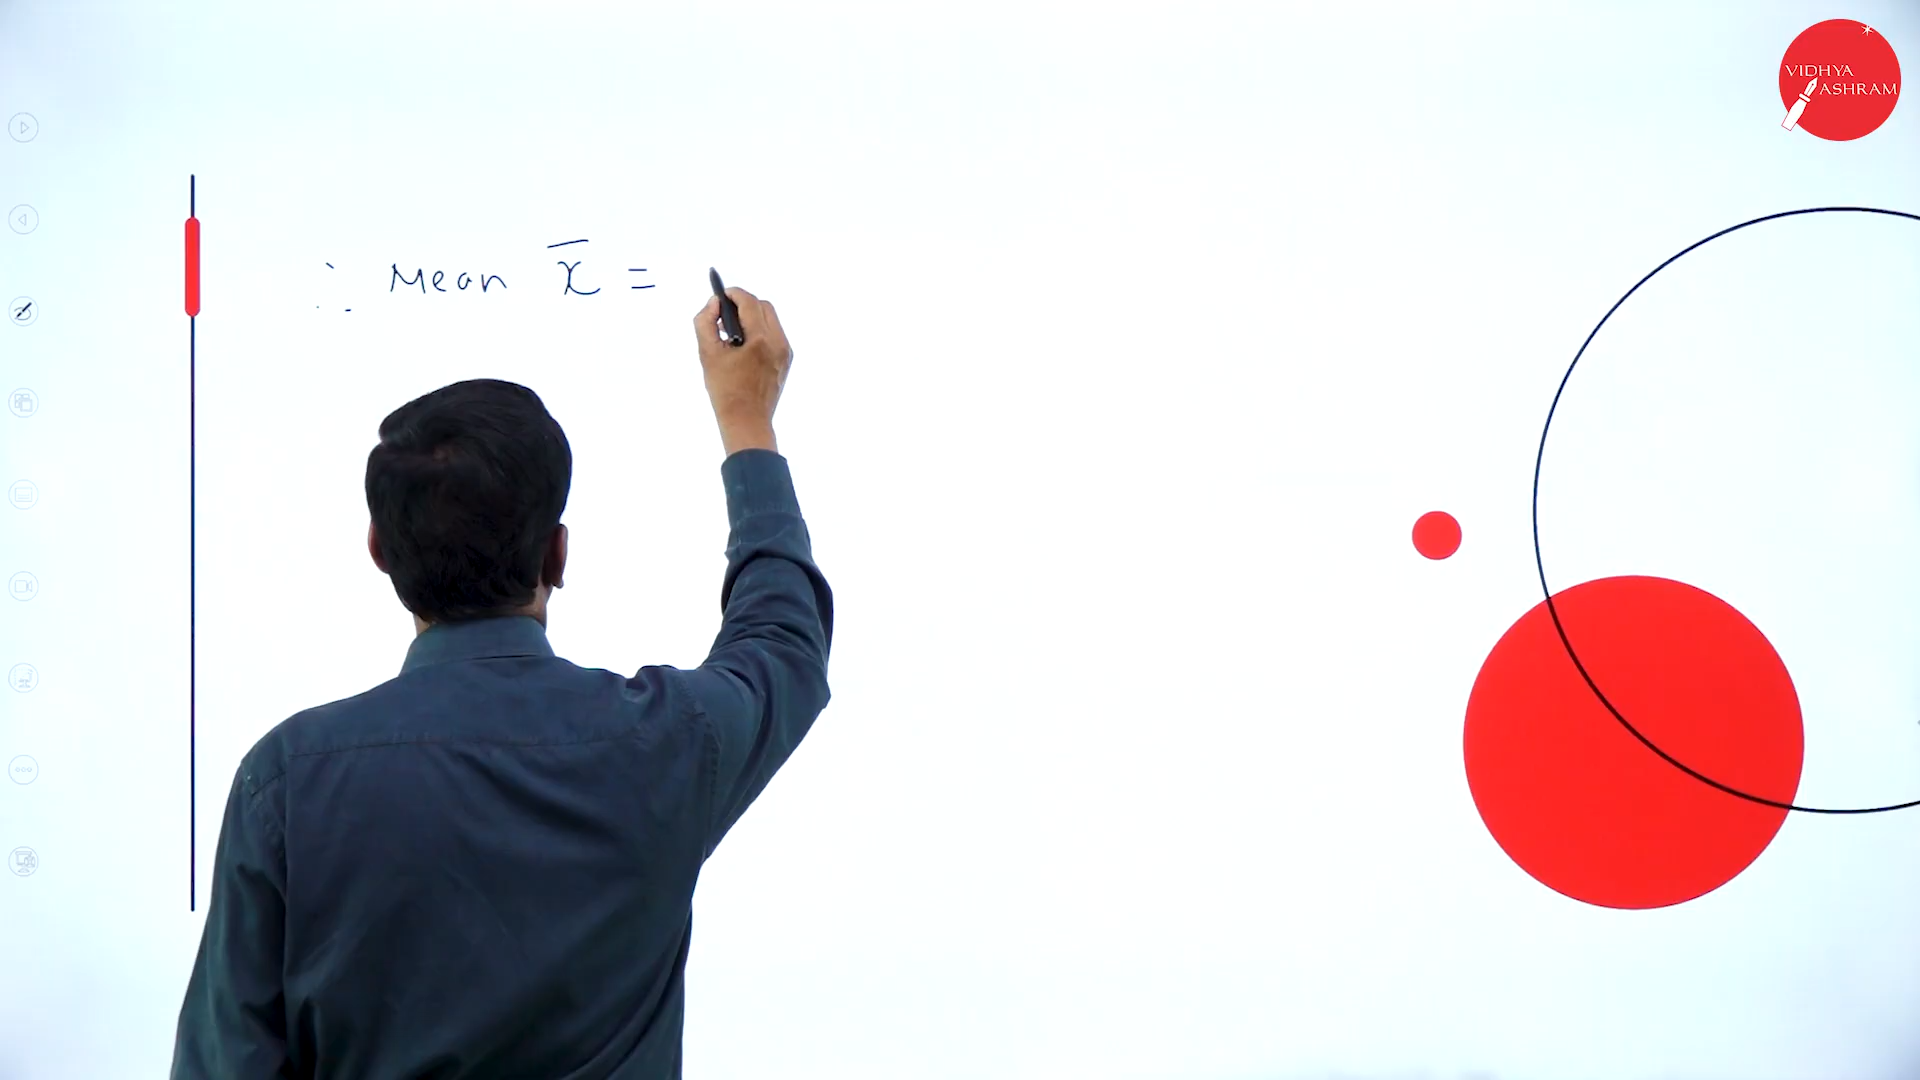 VIDHYA
ASHRAM
∴ Mean x̅ =